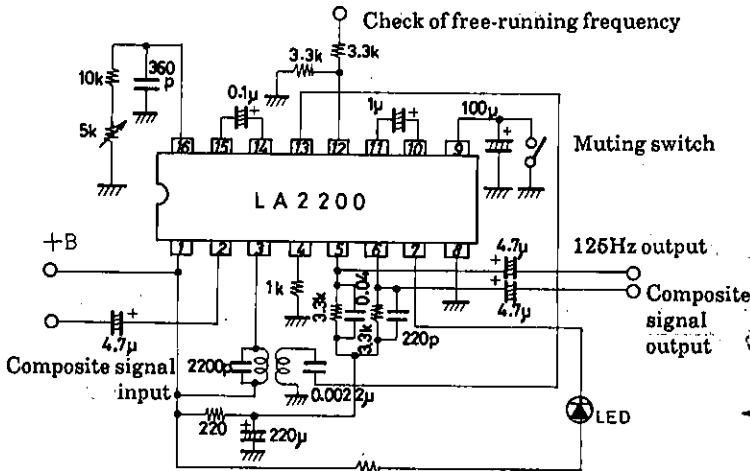 Check of free-running frequency
3.3k
3.3k
10k
360
p
0.1µ
+
1µ
+
100µ
+
5k
Muting switch
16
15
14
13
12
11
10
9
LA2200
+B
1
2
3
4
5
6
7
8
4.7µ
+
125Hz output
1k
3.3k
0.04
+
Composite
signal
output
4.7µ
3.3k
220p
+
4.7µ
Composite signal
input
2200p
0.0022µ
LED
220
+
220µ